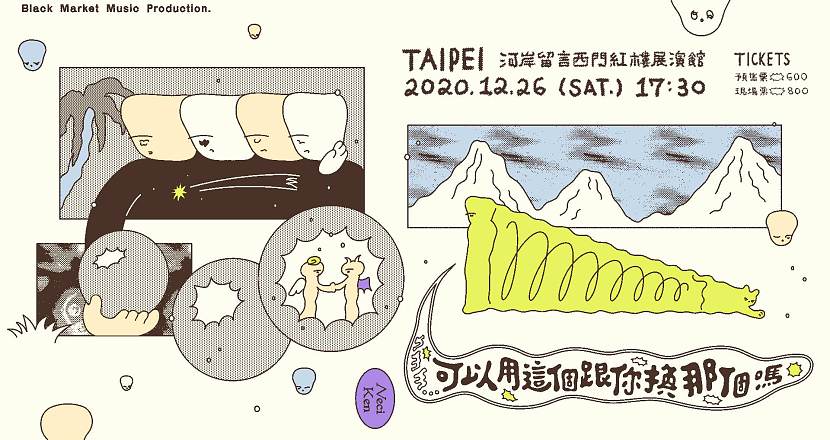 Black Market Music Production.
TAIPEI 河岸留言西門紅樓展演館
2020.12.26 (SAT.) 17:30
TICKETS
預售票 600
現場票 800
可以用這個跟你換那個嗎
Neci
Ken